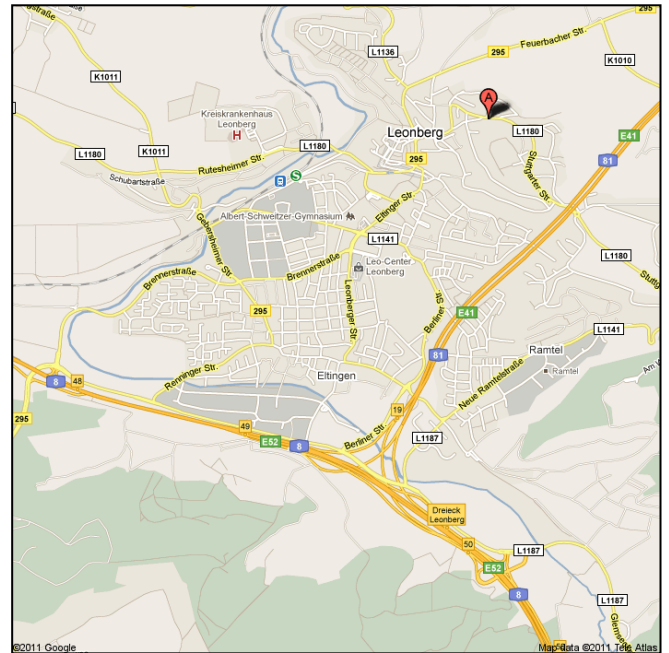 Feuerbacher Str.
L1136
295
K1010
K1011
Kreiskrankenhaus
Leonberg
H
A
Leonberg
L1180
E41
81
L1180
K1011
Rutesheimer Str.
L1180
295
Stuttgarter Str.
Schubartstraße
S
Eltinger Str
Albert-Schweitzer-Gymnasium
L1141
Gebersheimer Str.
Brennerstraße
Brennerstraße
Leo-Center
Leonberg
L1180
Stuttg
Leonberger Str.
Berliner Str.
295
E41
L1141
81
Ramtel
Ramtel
Am W
48
8
Renninger Str.
Eltingen
Neue Ramtelstraße
295
19
49
E52
8
Berliner Str.
L1187
Dreieck
Leonberg
50
L1187
E52
8
L1187
Glemseck
©2011 Google
Map data ©2011 Tele Atlas